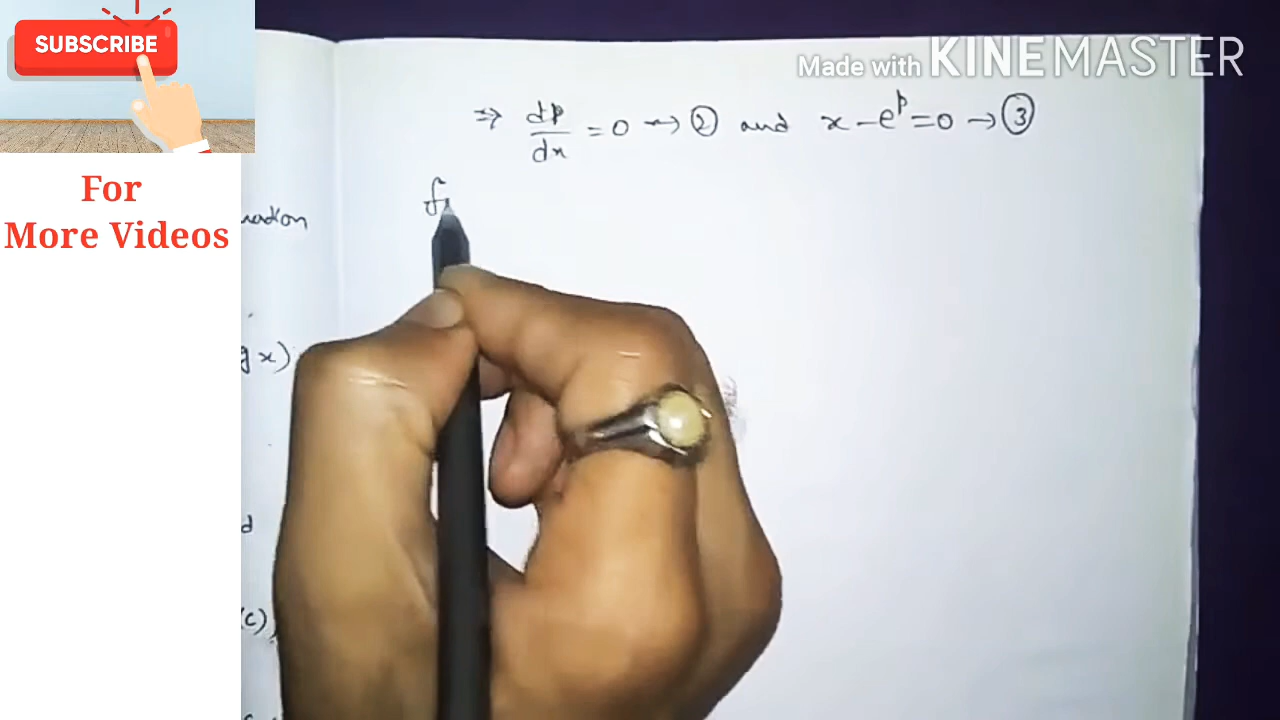 SUBSCRIBE
For
More Videos
Made with KINEMASTER
⇒ dp/dx = 0 → ② and x - e^p = 0 → ③
g x)
d
(c)